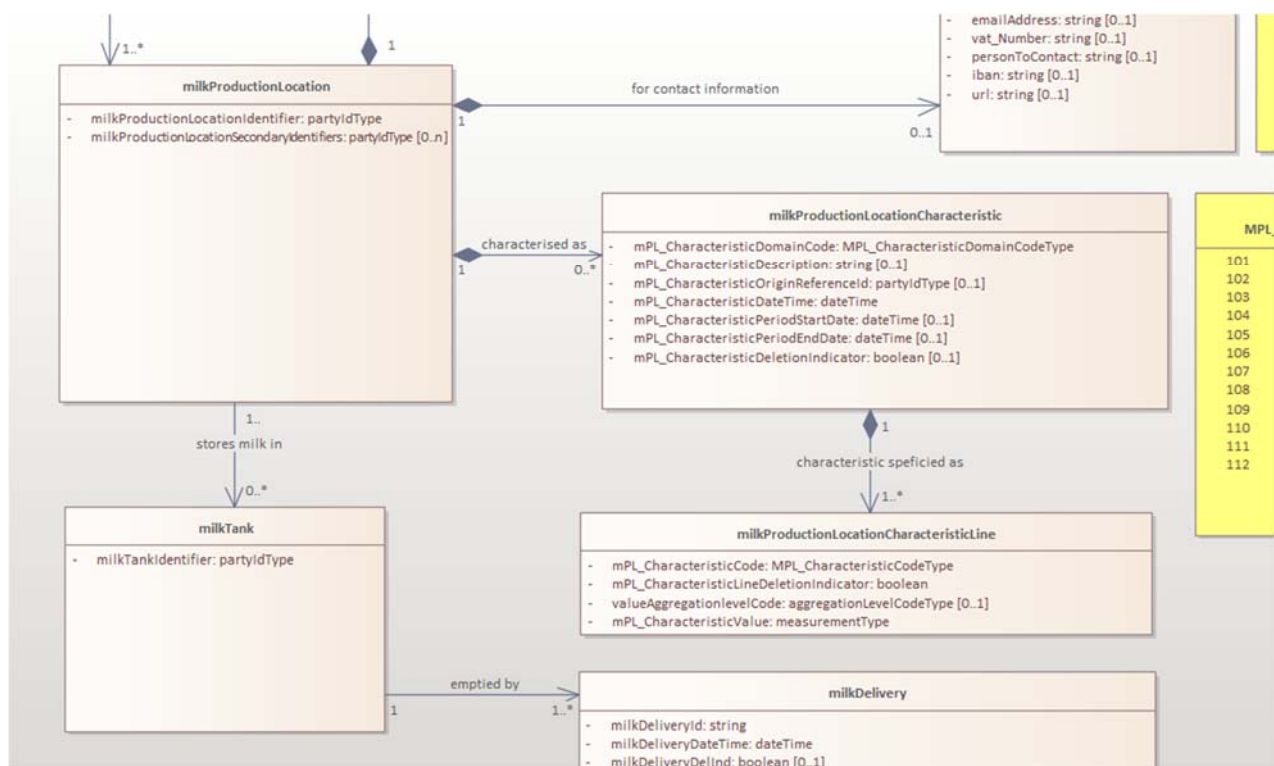 emailAddress: string [0..1]
- vat_Number: string [0..1]
- personToContact: string [0..1]
- iban: string [0..1]
- url: string [0..1]
1..*
1
milkProductionLocation
- milkProductionLocationIdentifier: partyIdType
- milkProductionLocationSecondaryIdentifiers: partyIdType [0..n]
for contact information
1
0..1
milkProductionLocationCharacteristic
- mPL_CharacteristicDomainCode: MPL_CharacteristicDomainCodeType
- mPL_CharacteristicDescription: string [0..1]
- mPL_CharacteristicOriginReferenceId: partyIdType [0..1]
- mPL_CharacteristicDateTime: dateTime
- mPL_CharacteristicPeriodStartDate: dateTime [0..1]
- mPL_CharacteristicPeriodEndDate: dateTime [0..1]
- mPL_CharacteristicDeletionIndicator: boolean [0..1]
characterised as
1
0..*
MPL_
101
102
103
104
105
106
107
108
109
110
111
112
1..
stores milk in
0..*
1
characteristic speficied as
1..*
milkTank
- milkTankIdentifier: partyIdType
milkProductionLocationCharacteristicLine
- mPL_CharacteristicCode: MPL_CharacteristicCodeType
- mPL_CharacteristicLineDeletionIndicator: boolean
- valueAggregationlevelCode: aggregationLevelCodeType [0..1]
- mPL_CharacteristicValue: measurementType
emptied by
1
1..*
milkDelivery
- milkDeliveryId: string
- milkDeliveryDateTime: dateTime
- milkDeliveryDelInd: boolean [0..1]